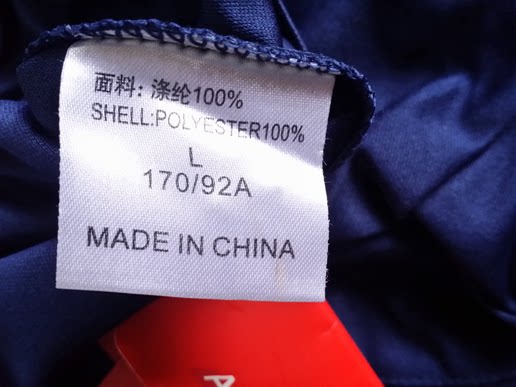 面料: 涤纶100%
SHELL:POLYESTER100%
L
170/92A
MADE IN CHINA